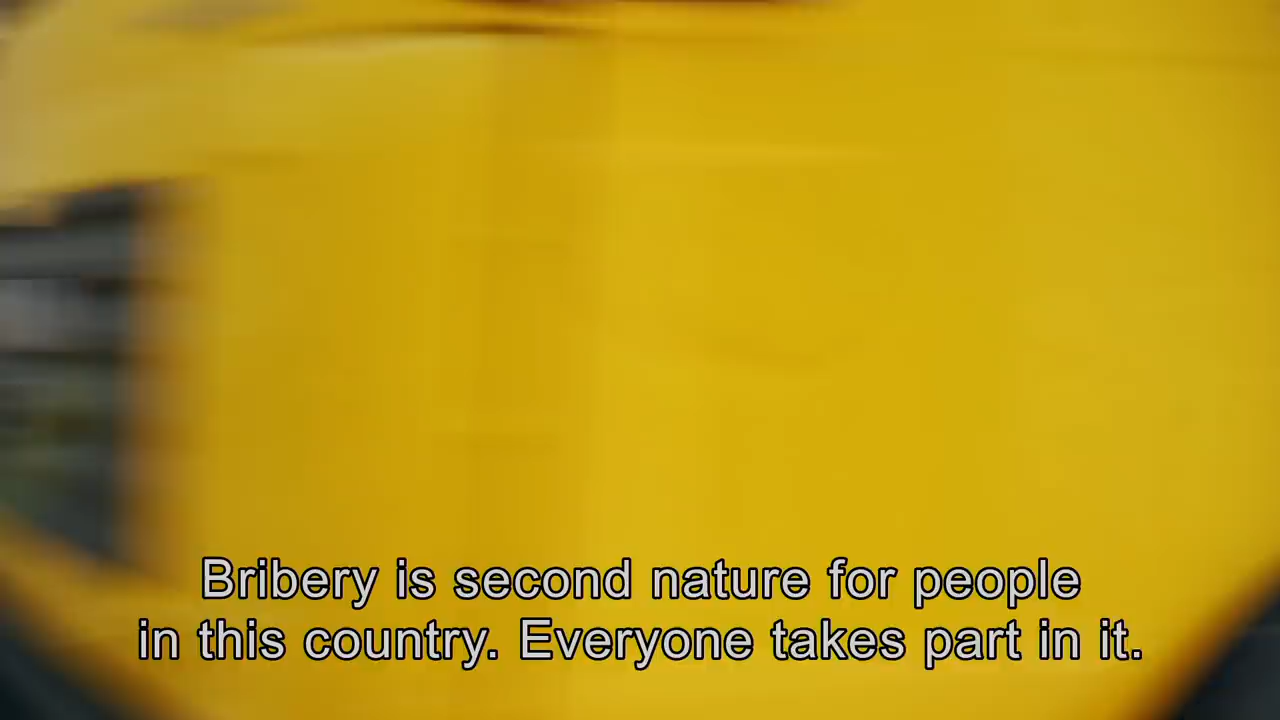 Bribery is second nature for people
in this country. Everyone takes part in it.